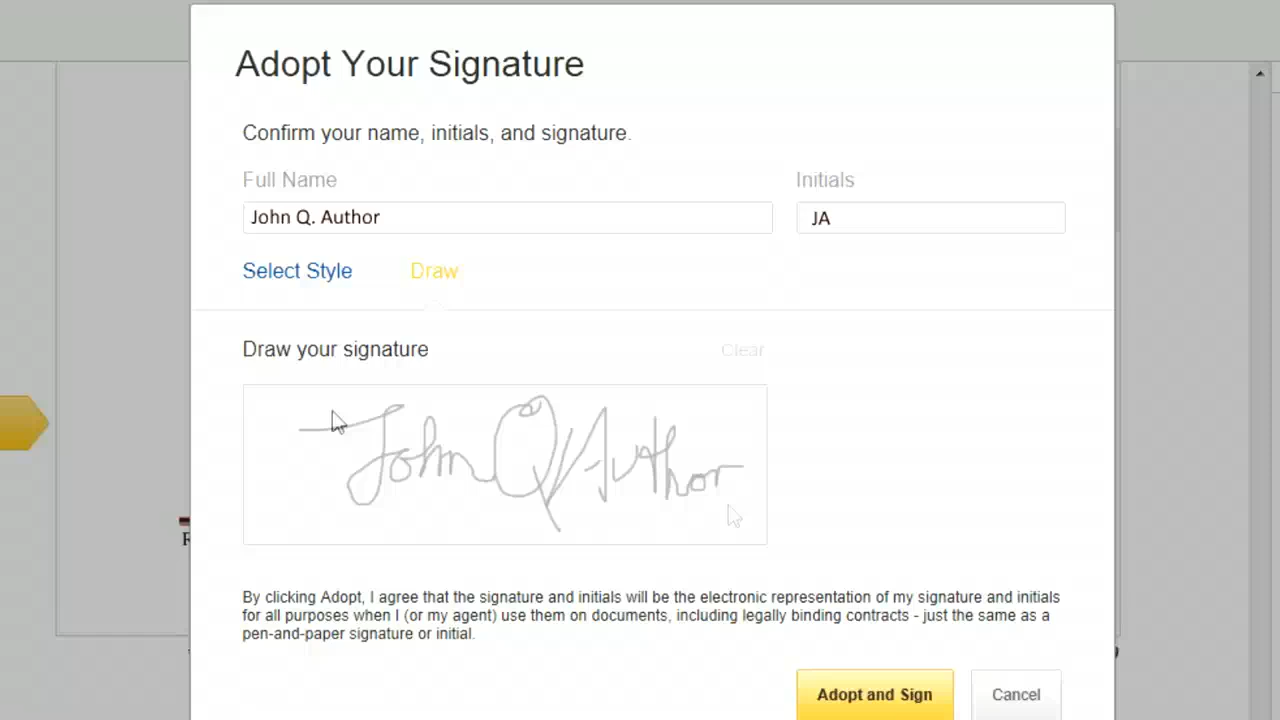 Adopt Your Signature
Confirm your name, initials, and signature.
Full Name Initials
John Q. Author JA
Select Style Draw
Draw your signature Clear
John Q Author
By clicking Adopt, I agree that the signature and initials will be the electronic representation of my signature and initials
for all purposes when I (or my agent) use them on documents, including legally binding contracts - just the same as a
pen-and-paper signature or initial.
R
Adopt and Sign Cancel